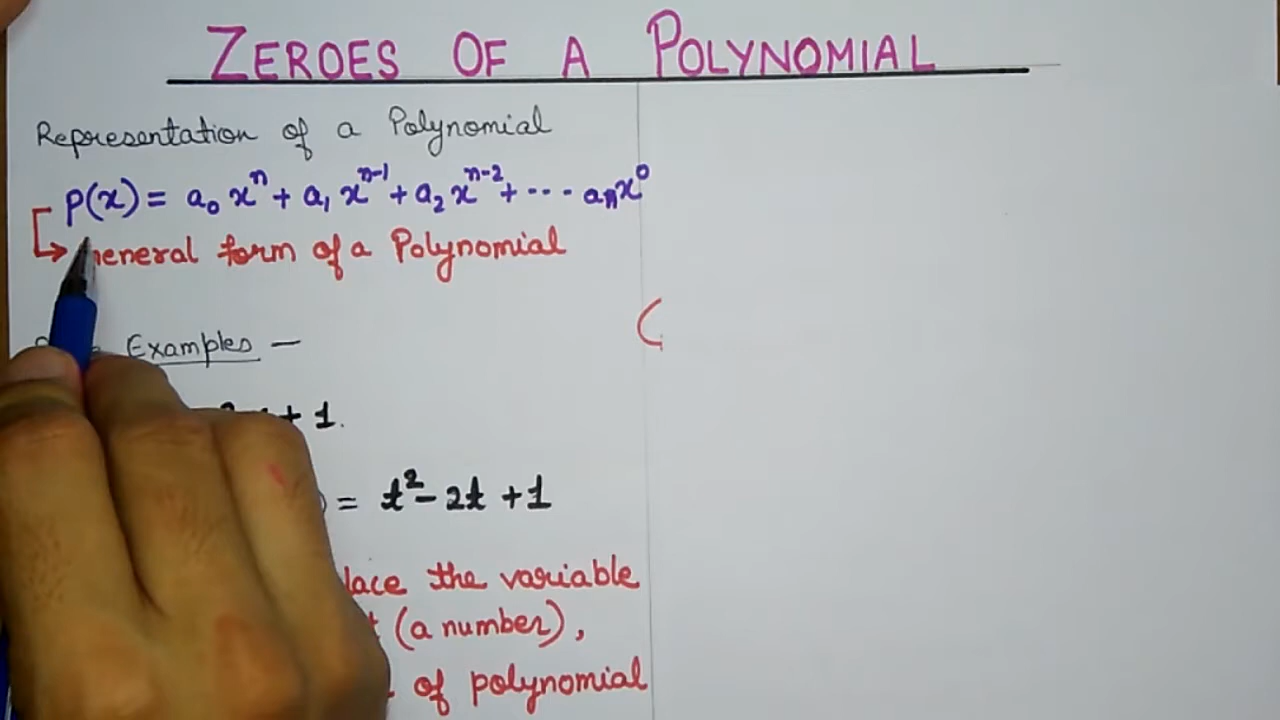 ZEROES OF A POLYNOMIAL
Representation of a Polynomial
p(x) = a₀xⁿ + a₁xⁿ⁻¹ + a₂xⁿ⁻² + --- aₙx⁰
eneral form of a Polynomial
Examples —
+ 1.
= t² - 2t + 1
lace the variable
(a number),
of polynomial